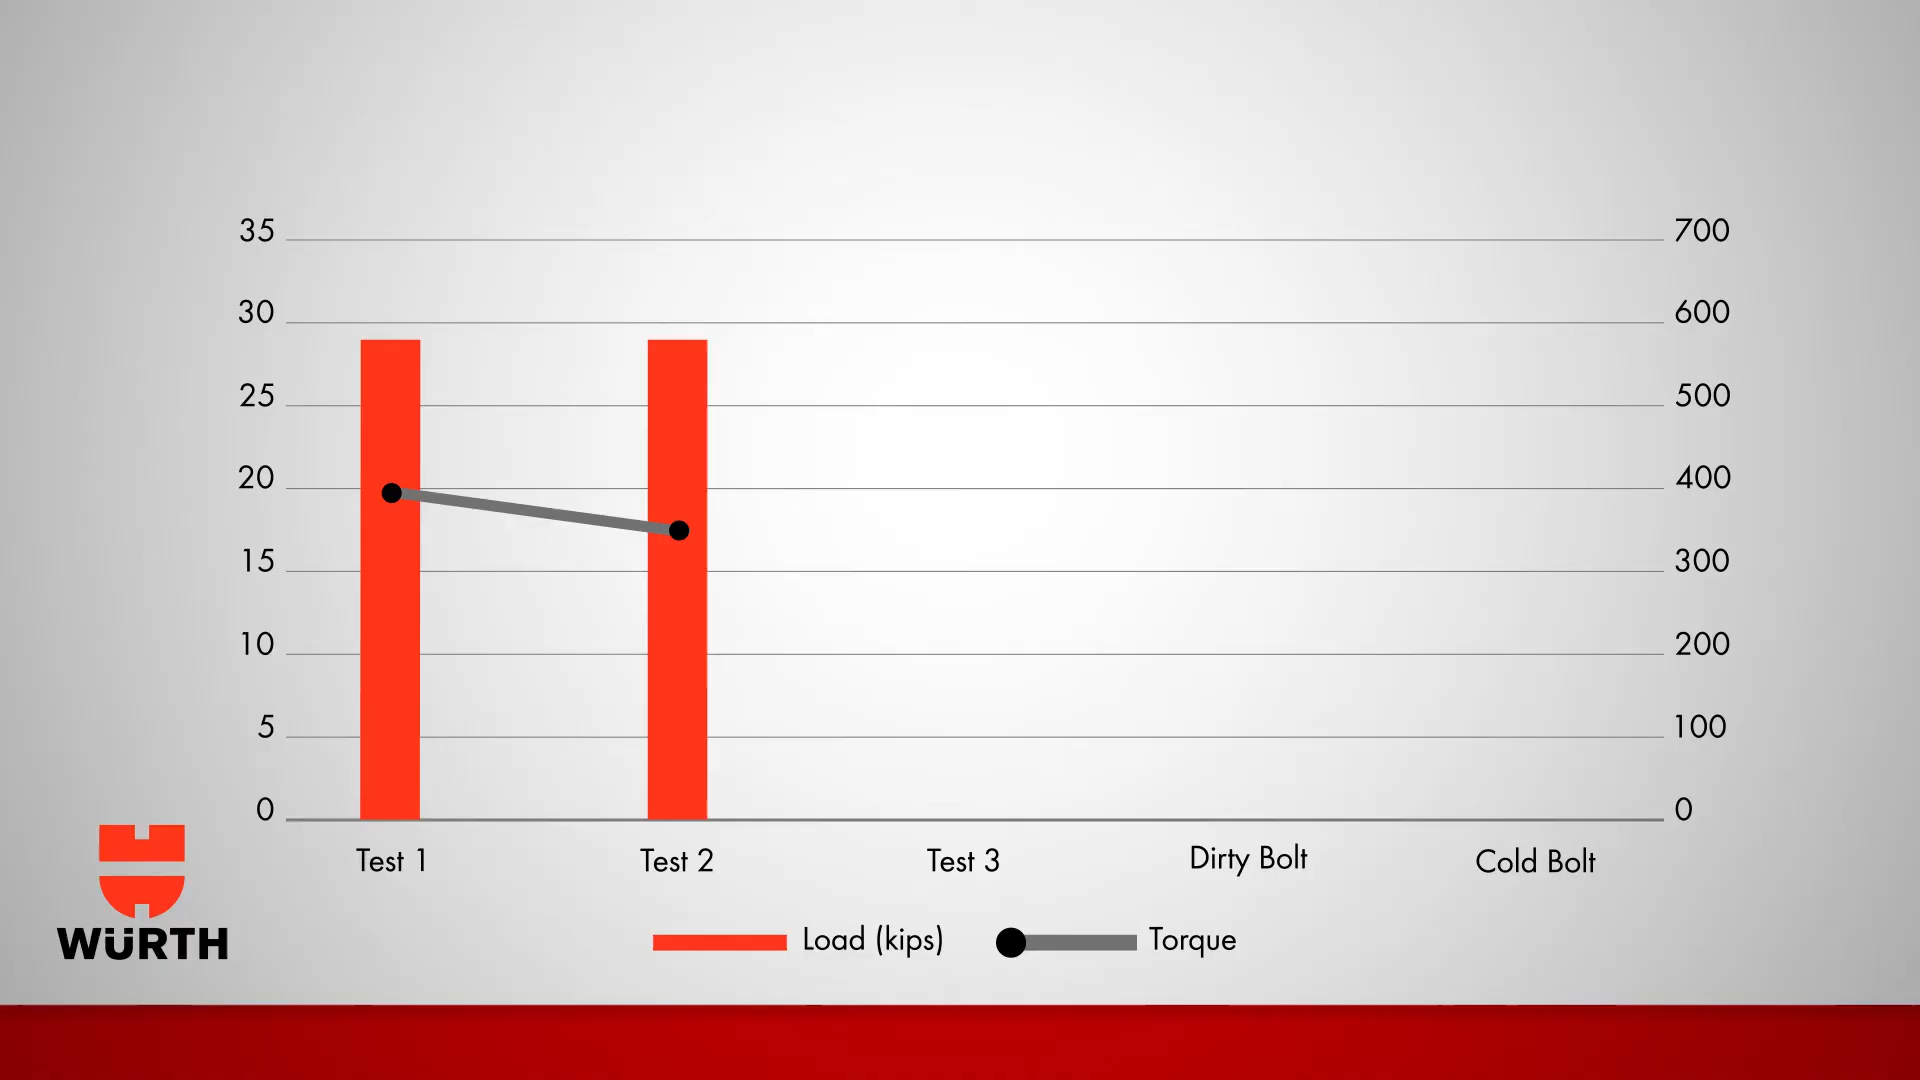 35 700
30 600
25 500
20 400
15 300
10 200
5 100
0 0
Test 1 Test 2 Test 3 Dirty Bolt Cold Bolt
Load (kips) Torque
WÜRTH